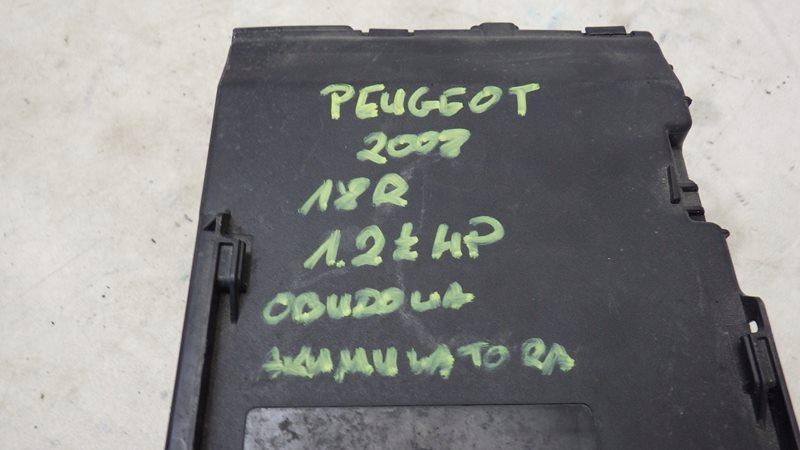 PEUGEOT
2008
18R
1.2 t HP
OBUDOWA
AKUMULATORA